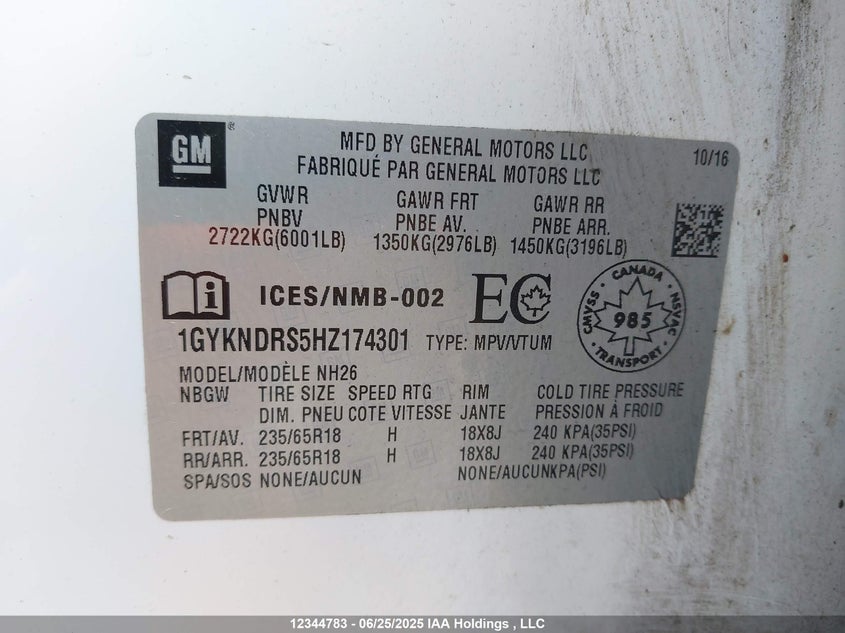 GM ®
MFD BY GENERAL MOTORS LLC 10/16
FABRIQUÉ PAR GENERAL MOTORS LLC
GVWR GAWR FRT GAWR RR
PNBV PNBE AV. PNBE ARR.
2722KG(6001LB) 1350KG(2976LB) 1450KG(3196LB)
i ICES/NMB-002 EC
CANADA
CMVSS 985 NSVAC
TRANSPORT
1GYKNDRS5HZ174301 TYPE: MPV/VTUM
MODEL/MODÈLE NH26
NBGW TIRE SIZE SPEED RTG RIM COLD TIRE PRESSURE
DIM. PNEU COTE VITESSE JANTE PRESSION À FROID
FRT/AV. 235/65R18 H 18X8J 240 KPA(35PSI)
RR/ARR. 235/65R18 H 18X8J 240 KPA(35PSI)
SPA/SOS NONE/AUCUN NONE/AUCUNKPA(PSI)
12344783 - 06/25/2025 IAA Holdings , LLC